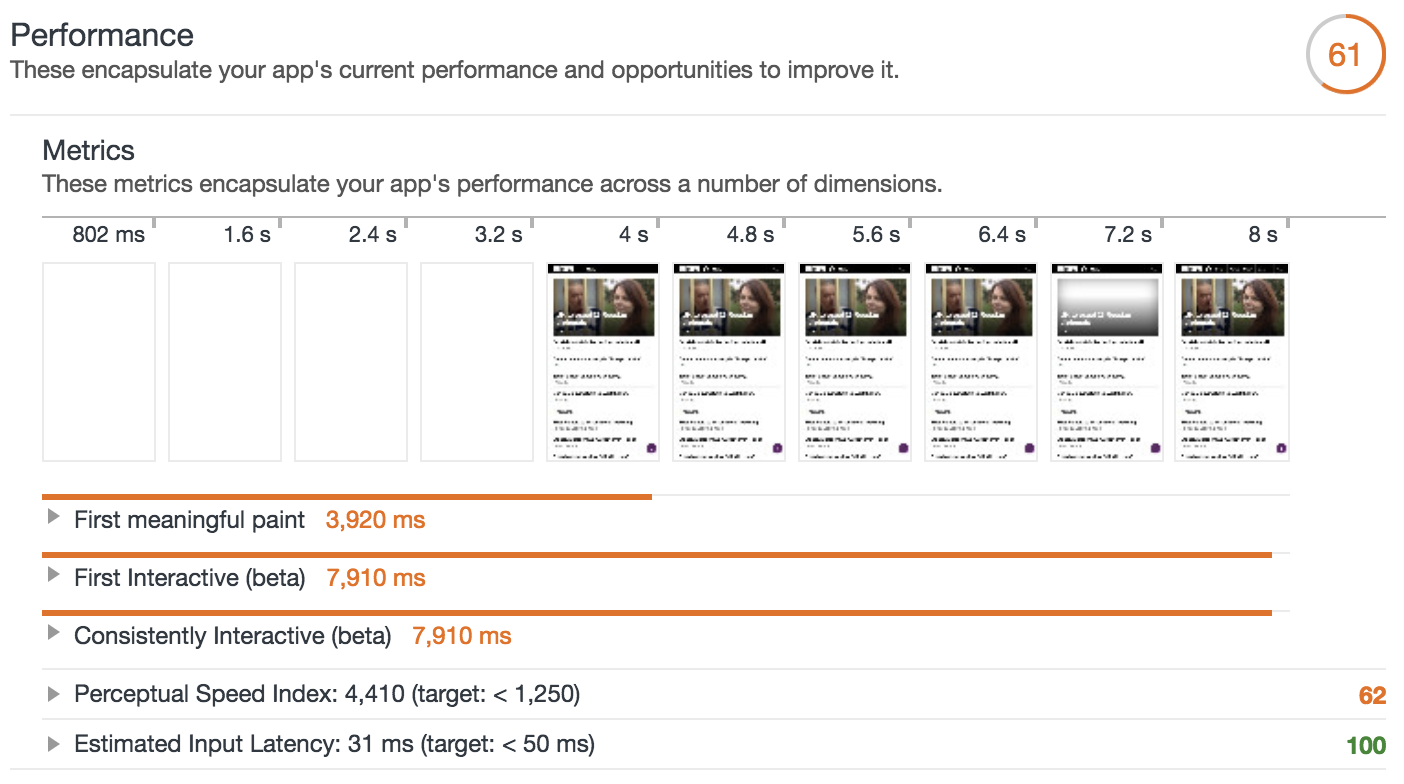 Performance
61
These encapsulate your app's current performance and opportunities to improve it.
Metrics
These metrics encapsulate your app's performance across a number of dimensions.
802 ms 1.6 s 2.4 s 3.2 s 4 s 4.8 s 5.6 s 6.4 s 7.2 s 8 s
First meaningful paint 3,920 ms
First Interactive (beta) 7,910 ms
Consistently Interactive (beta) 7,910 ms
Perceptual Speed Index: 4,410 (target: < 1,250) 62
Estimated Input Latency: 31 ms (target: < 50 ms) 100